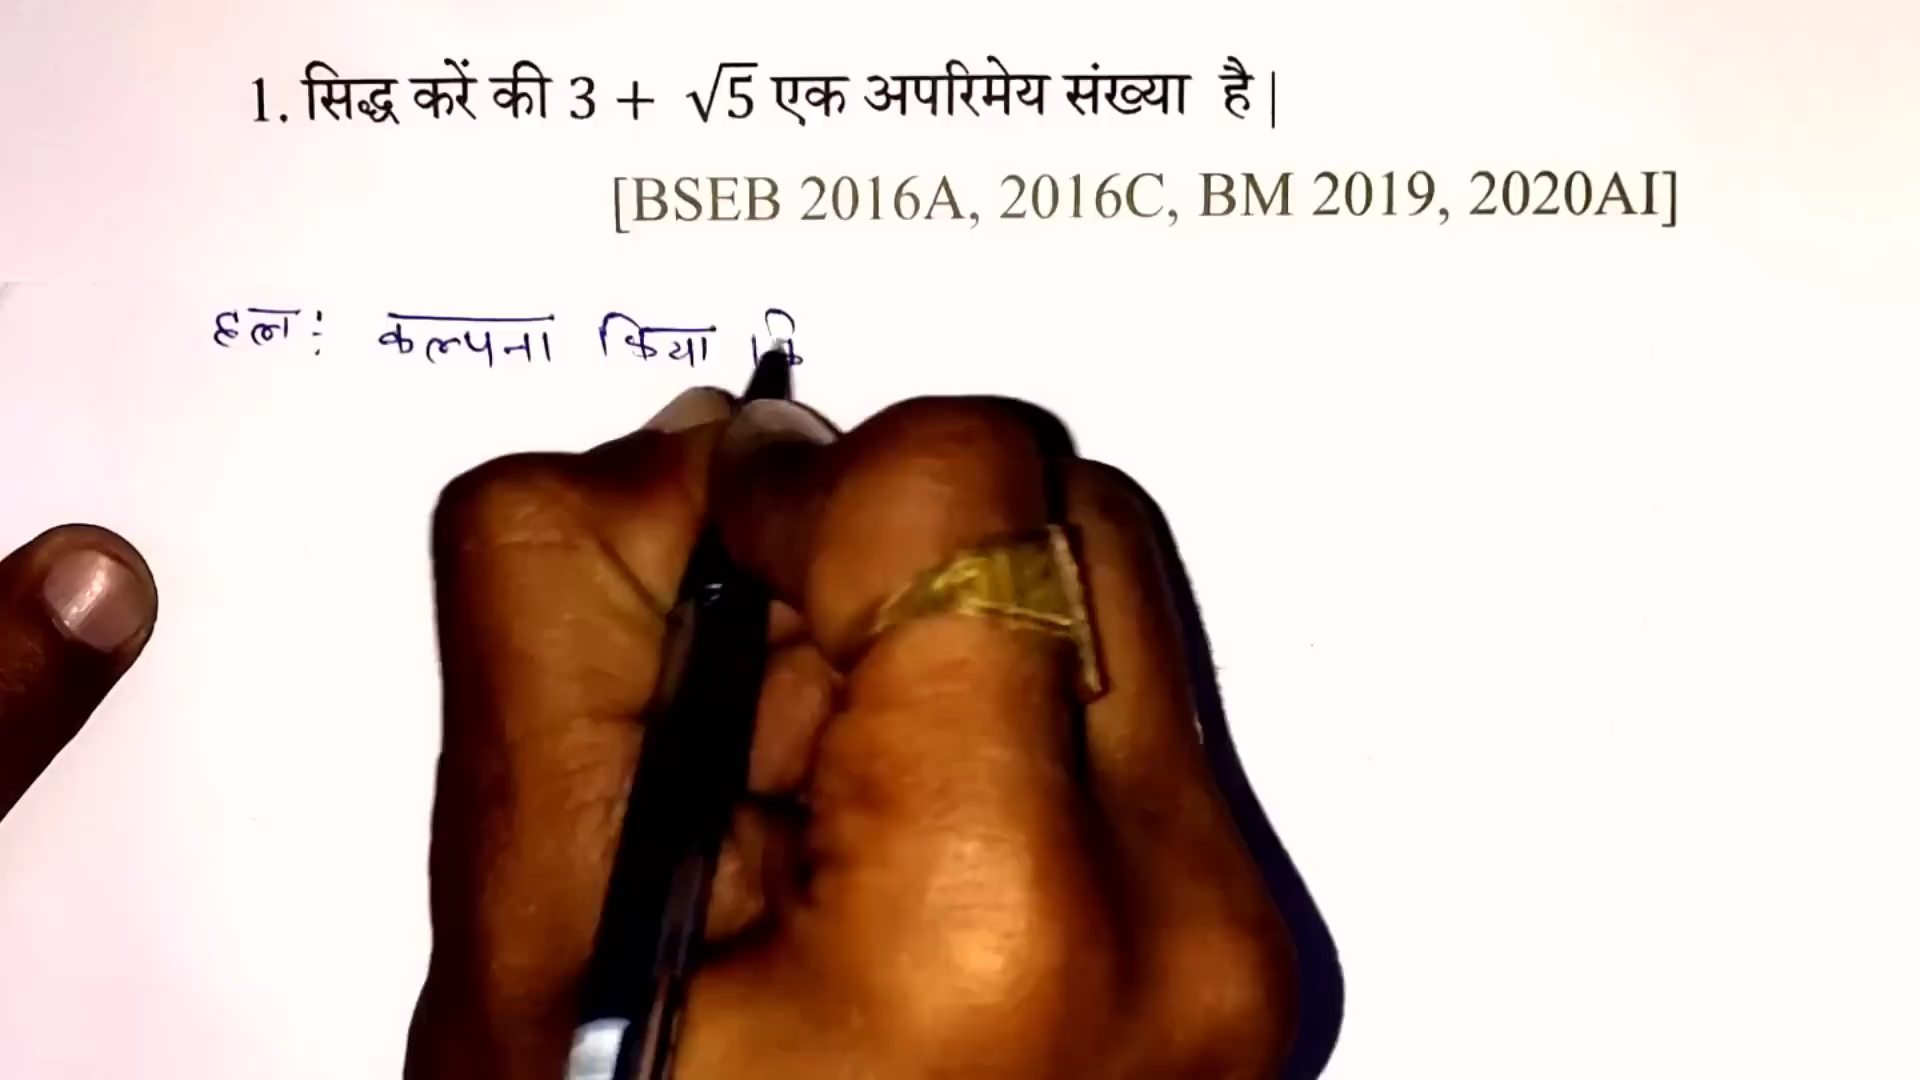 1. सिद्ध करें की 3 + √5 एक अपरिमेय संख्या है |
[BSEB 2016A, 2016C, BM 2019, 2020AI]
हल : कल्पना किया कि